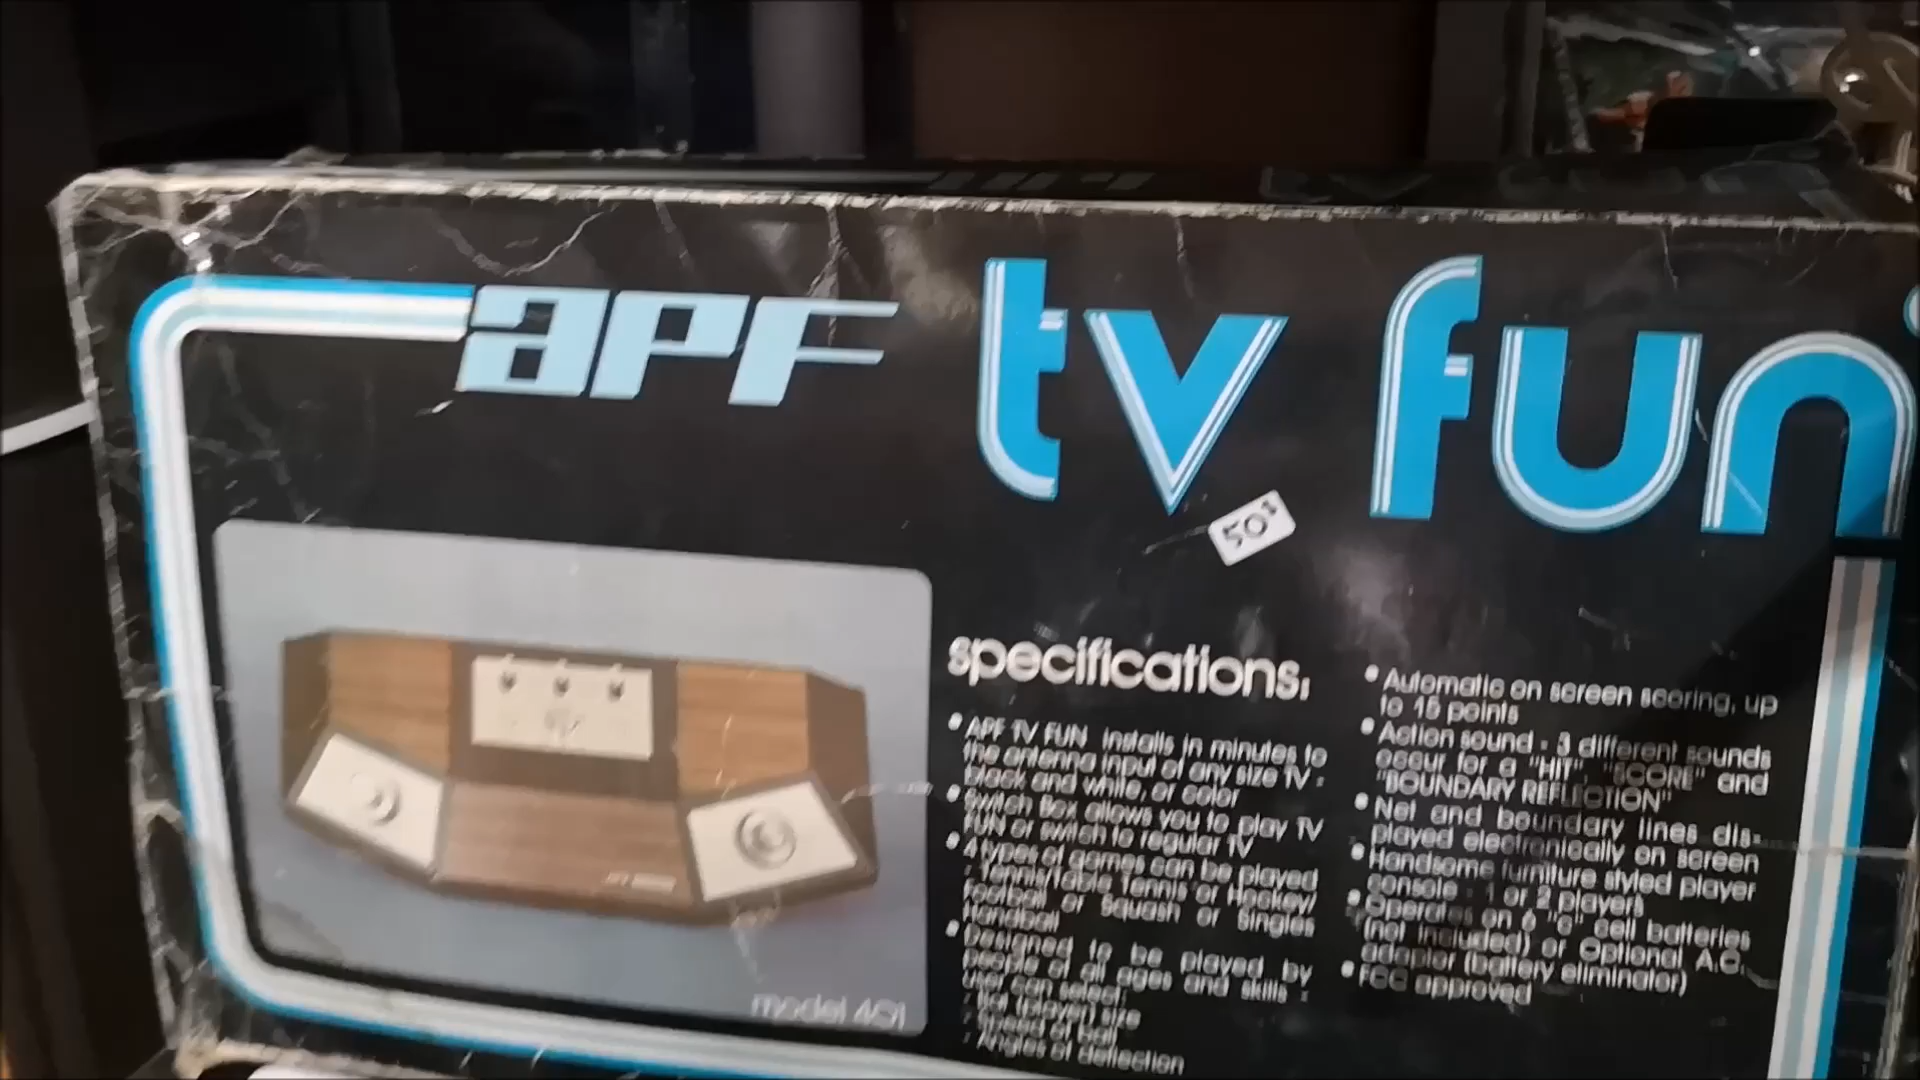 apf tv fun
50¢
specifications,
• APF TV FUN installs in minutes to
the antenna input of any size TV -
black and white, or color
• Switch Box allows you to play TV
FUN or switch to regular TV
• 4 types of games can be played
- Tennis/Table Tennis or Hockey/
Football or Squash or Singles
Handball
• Designed to be played by
people of all ages and skills -
user can select:
- Bat (player) size
- Speed of ball
- Angles of deflection
• Automatic on screen scoring, up
to 15 points
• Action sound - 3 different sounds
occur for a "HIT", "SCORE" and
"BOUNDARY REFLECTION"
• Net and boundary lines dis-
played electronically on screen
• Handsome furniture styled player
console - 1 or 2 players
• Operates on 6 "C" cell batteries
(not included) or Optional A.C.
adapter (battery eliminator)
• FCC approved
model 401